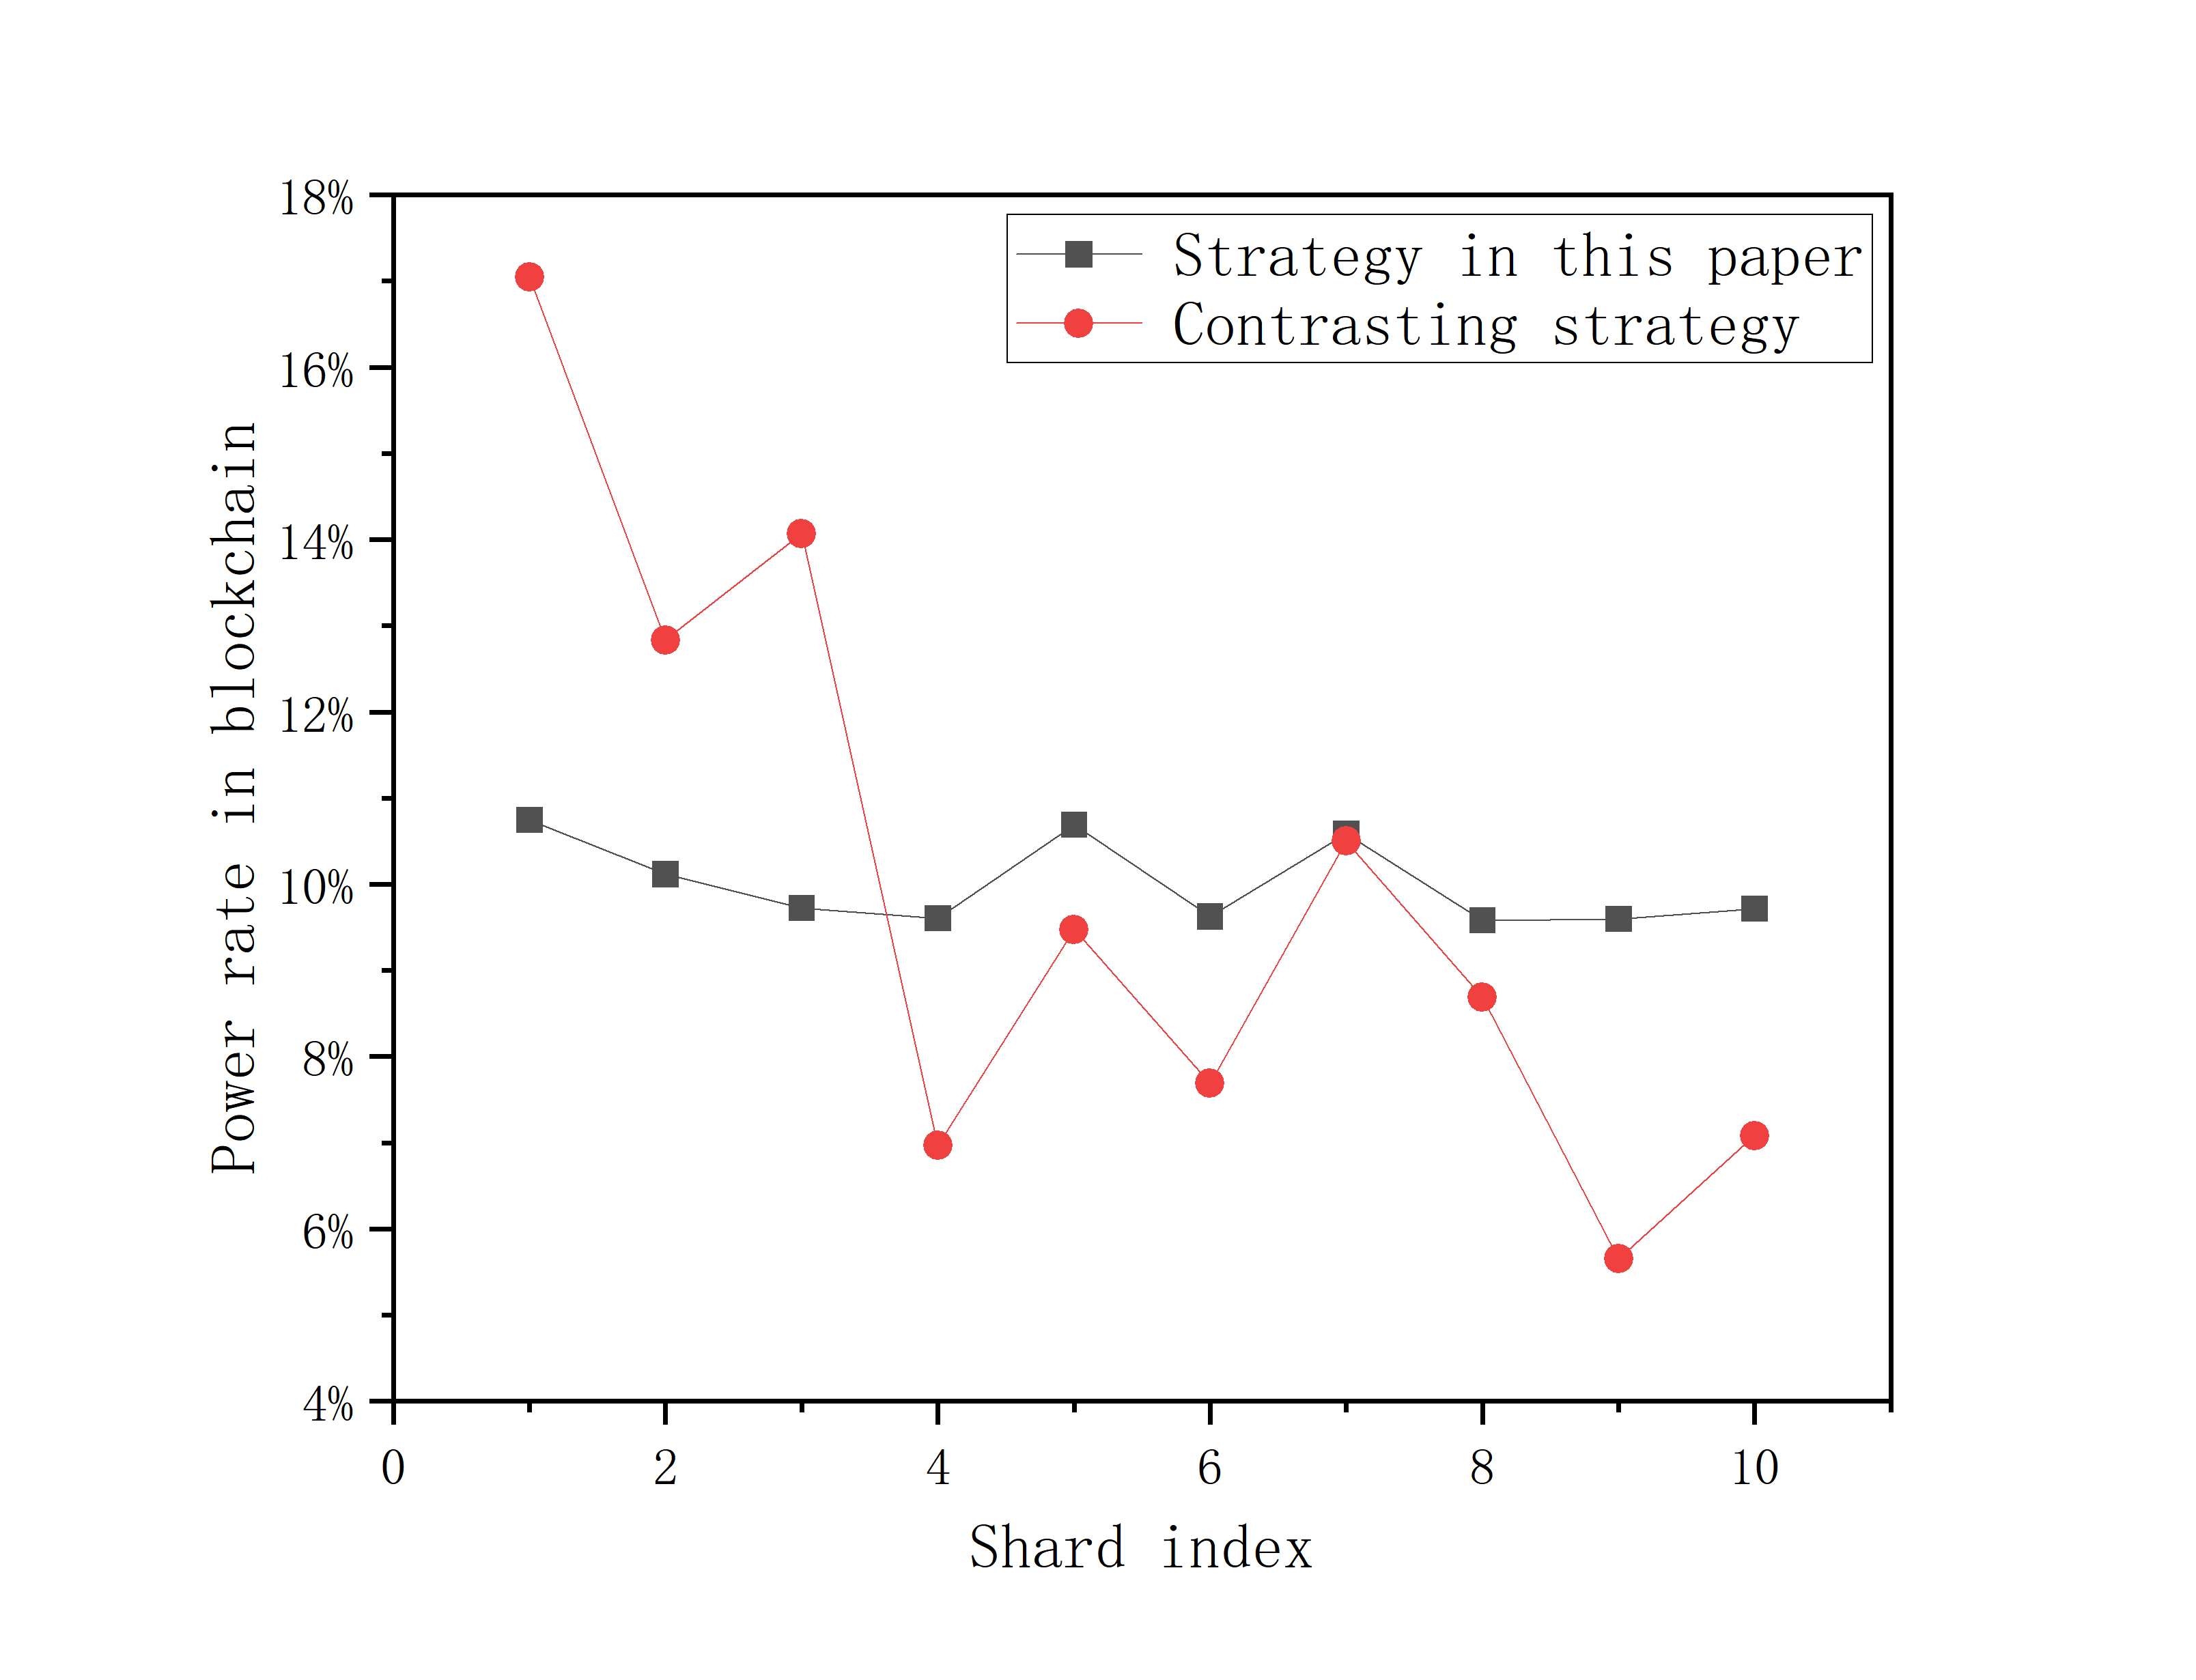 18%
16%
14%
12%
10%
8%
6%
4%
0 2 4 6 8 10
Power rate in blockchain
Shard index
Strategy in this paper
Contrasting strategy